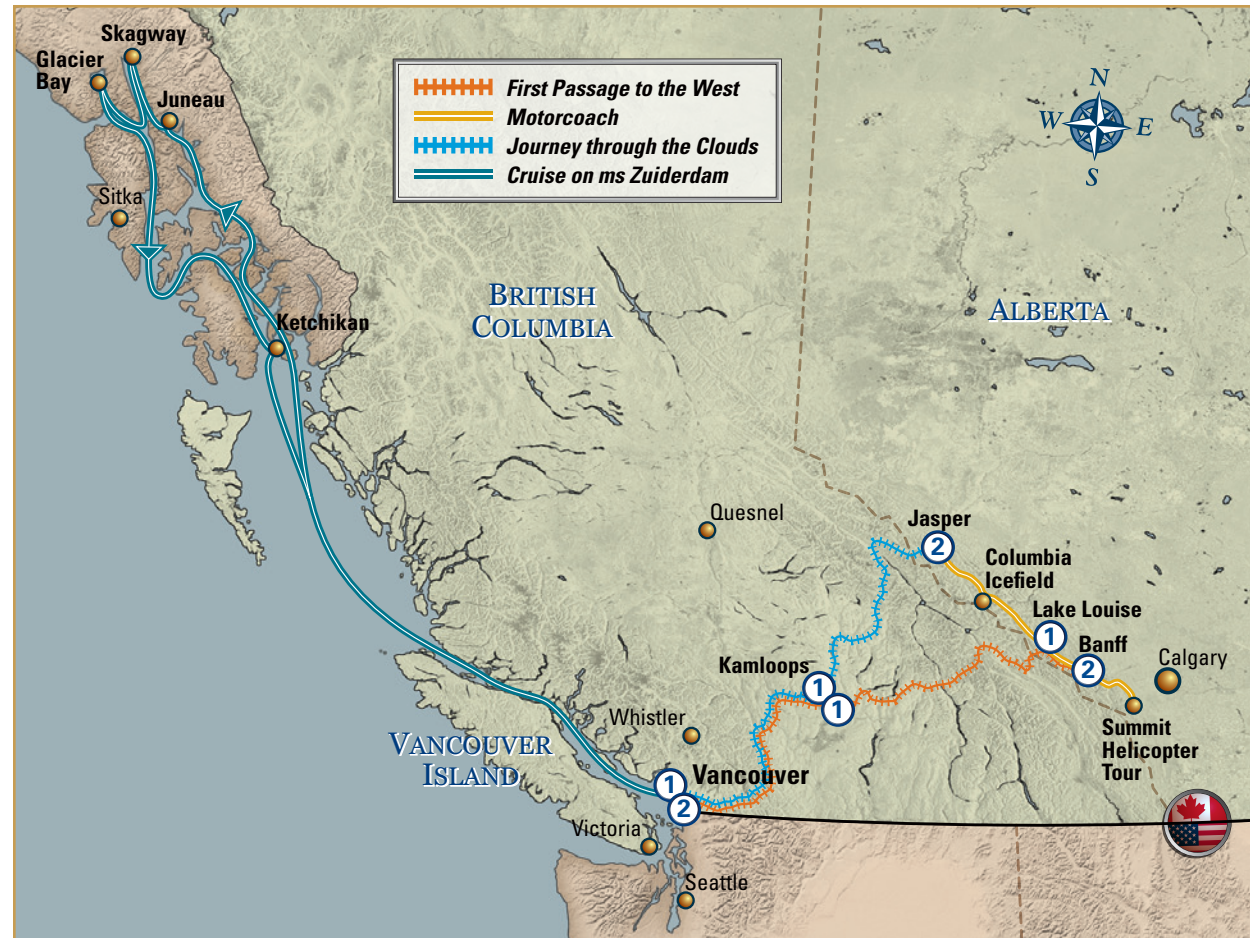 Skagway
Glacier
Bay
Juneau
Sitka
Ketchikan
First Passage to the West
Motorcoach
Journey through the Clouds
Cruise on ms Zuiderdam
N
W
E
S
BRITISH
COLUMBIA
ALBERTA
Quesnel
Jasper
2
Columbia
Icefield
Lake Louise
1
Banff
2
Calgary
Kamloops
1
1
Summit
Helicopter
Tour
Whistler
VANCOUVER
ISLAND
Vancouver
1
2
Victoria
Seattle